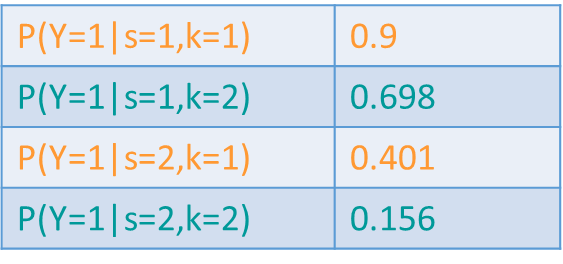 P(Y=1|s=1,k=1) 0.9
P(Y=1|s=1,k=2) 0.698
P(Y=1|s=2,k=1) 0.401
P(Y=1|s=2,k=2) 0.156